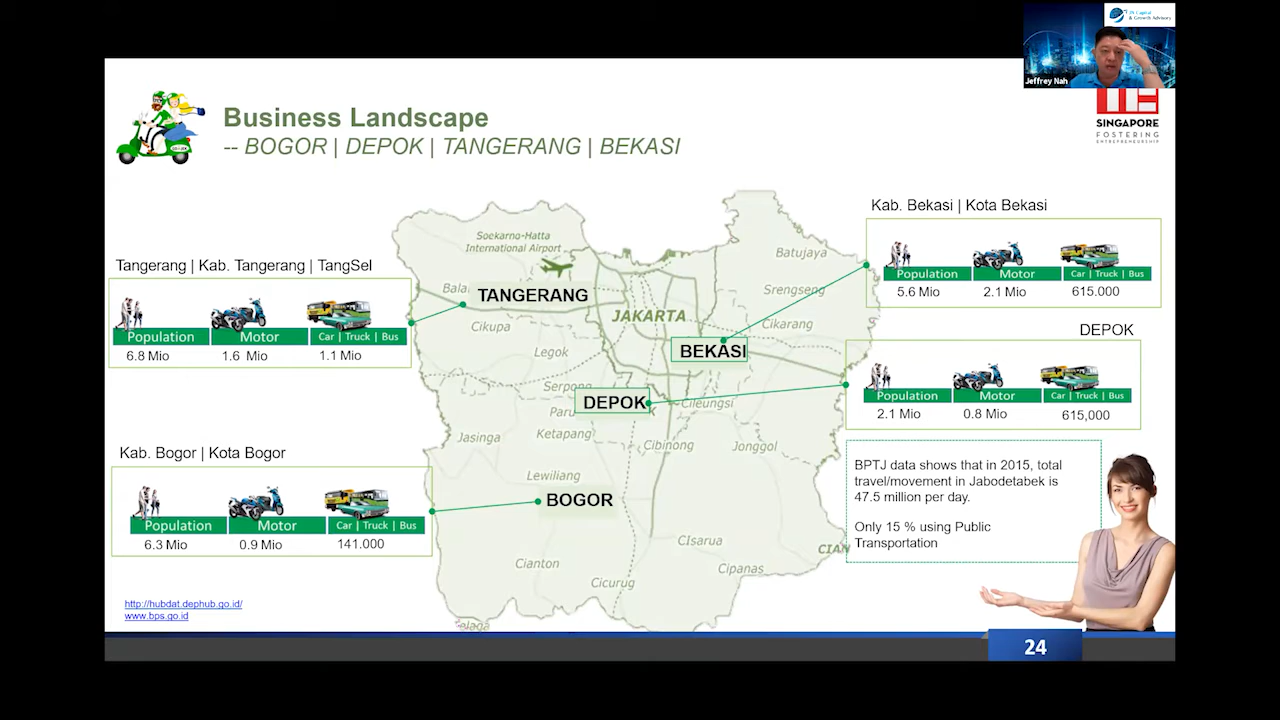 & Growth Advisory
Jeffrey Nah
SINGAPORE
FOSTERING
ENTREPRENEURSHIP
Business Landscape
-- BOGOR | DEPOK | TANGERANG | BEKASI
Kab. Bekasi | Kota Bekasi
Population Motor Car | Truck | Bus
5.6 Mio 2.1 Mio 615.000
Tangerang | Kab. Tangerang | TangSel
Population Motor Car | Truck | Bus
6.8 Mio 1.6 Mio 1.1 Mio
DEPOK
Population Motor Car | Truck | Bus
2.1 Mio 0.8 Mio 615,000
Kab. Bogor | Kota Bogor
Population Motor Car | Truck | Bus
6.3 Mio 0.9 Mio 141.000
Soekarno-Hatta
International Airport
Batujaya
Balar
TANGERANG
Srengseng
JAKARTA
Cikupa
Cikarang
Legok
BEKASI
Serpong
DEPOK
Cileungsi
Paru
Ketapang
Jasinga
Cibinong
Jonggol
Lewiliang
BOGOR
CIsarua
CIAN
Cianton
Cipanas
Cicurug
BPTJ data shows that in 2015, total
travel/movement in Jabodetabek is
47.5 million per day.
Only 15 % using Public
Transportation
http://hubdat.dephub.go.id/
www.bps.go.id
24